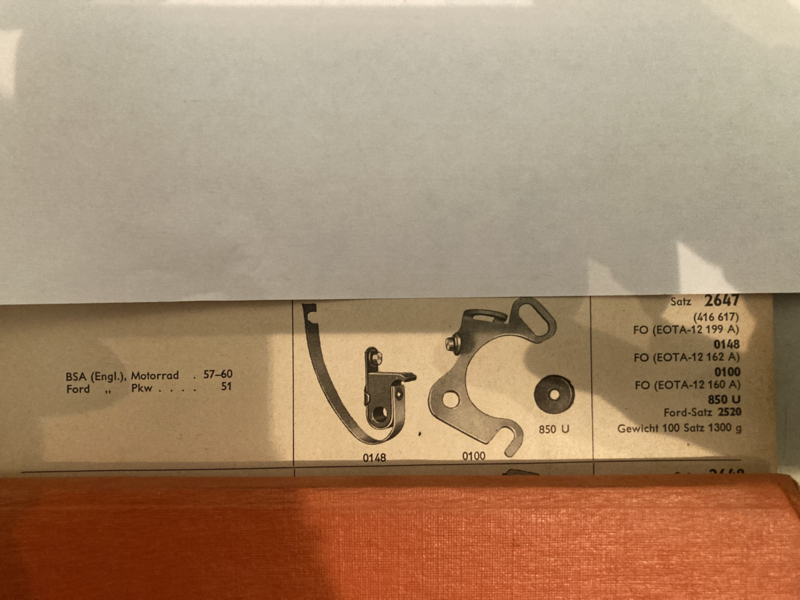 BSA (Engl.), Motorrad . 57–60
Ford „ Pkw . . . . 51
0148
0100
850 U
Satz 2647
(416 617)
FO (EOTA-12 199 A)
0148
FO (EOTA-12 162 A)
0100
FO (EOTA-12 160 A)
850 U
Ford-Satz 2520
Gewicht 100 Satz 1300 g